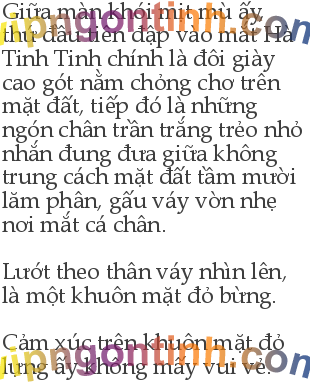 Giữa màn khói mịt mù ấy,
thứ đầu tiên đập vào mắt Hà
Tinh Tinh chính là đôi giày
cao gót nằm chỏng chơ trên
mặt đất, tiếp đó là những
ngón chân trần trắng trẻo nhỏ
nhắn đung đưa giữa không
trung cách mặt đất tầm mười
lăm phân, gấu váy vờn nhẹ
nơi mắt cá chân.
Lướt theo thân váy nhìn lên,
là một khuôn mặt đỏ bừng.
Cảm xúc trên khuôn mặt đỏ
lựng ấy không mấy vui vẻ.